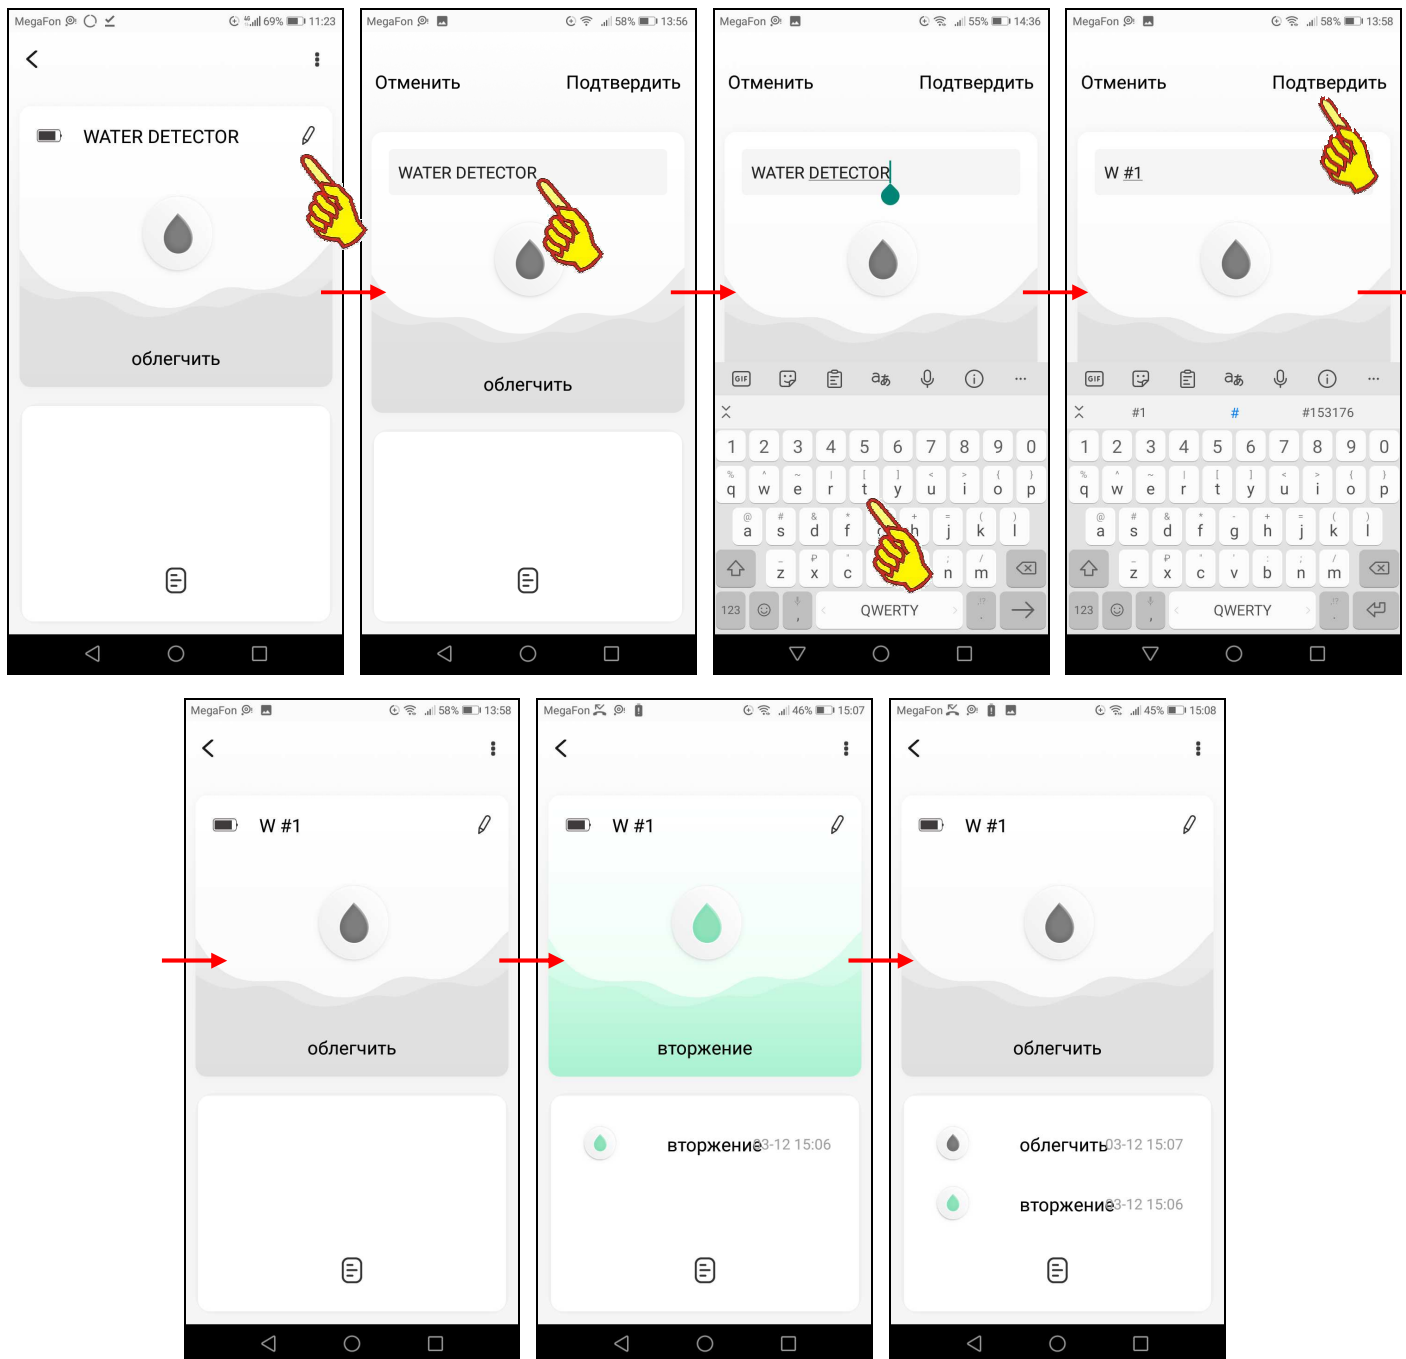 MegaFon 69% 11:23
WATER DETECTOR
облегчить
MegaFon 58% 13:56
Отменить Подтвердить
WATER DETECTOR
облегчить
MegaFon 55% 14:36
Отменить Подтвердить
WATER DETECTOR
GIF
1 2 3 4 5 6 7 8 9 0
q w e r t y u i o p
a s d f h j k l
z x c n m
123 , QWERTY .
MegaFon 58% 13:58
Отменить Подтвердить
W #1
GIF
#1 # #153176
1 2 3 4 5 6 7 8 9 0
q w e r t y u i o p
a s d f g h j k l
z x c v b n m
123 , QWERTY .
MegaFon 58% 13:58
W #1
облегчить
MegaFon 46% 15:07
W #1
вторжение
вторжение 03-12 15:06
MegaFon 45% 15:08
W #1
облегчить
облегчить 03-12 15:07
вторжение 03-12 15:06